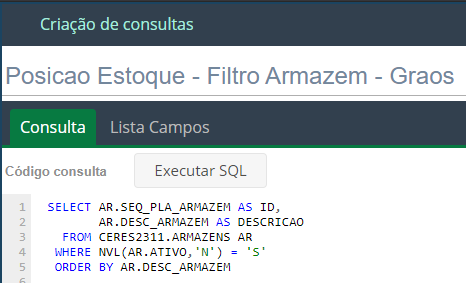 Criação de consultas
Posicao Estoque - Filtro Armazem - Graos
Consulta Lista Campos
Código consulta Executar SQL
1 SELECT AR.SEQ_PLA_ARMAZEM AS ID,
2 AR.DESC_ARMAZEM AS DESCRICAO
3 FROM CERES2311.ARMAZENS AR
4 WHERE NVL(AR.ATIVO,'N') = 'S'
5 ORDER BY AR.DESC_ARMAZEM
6